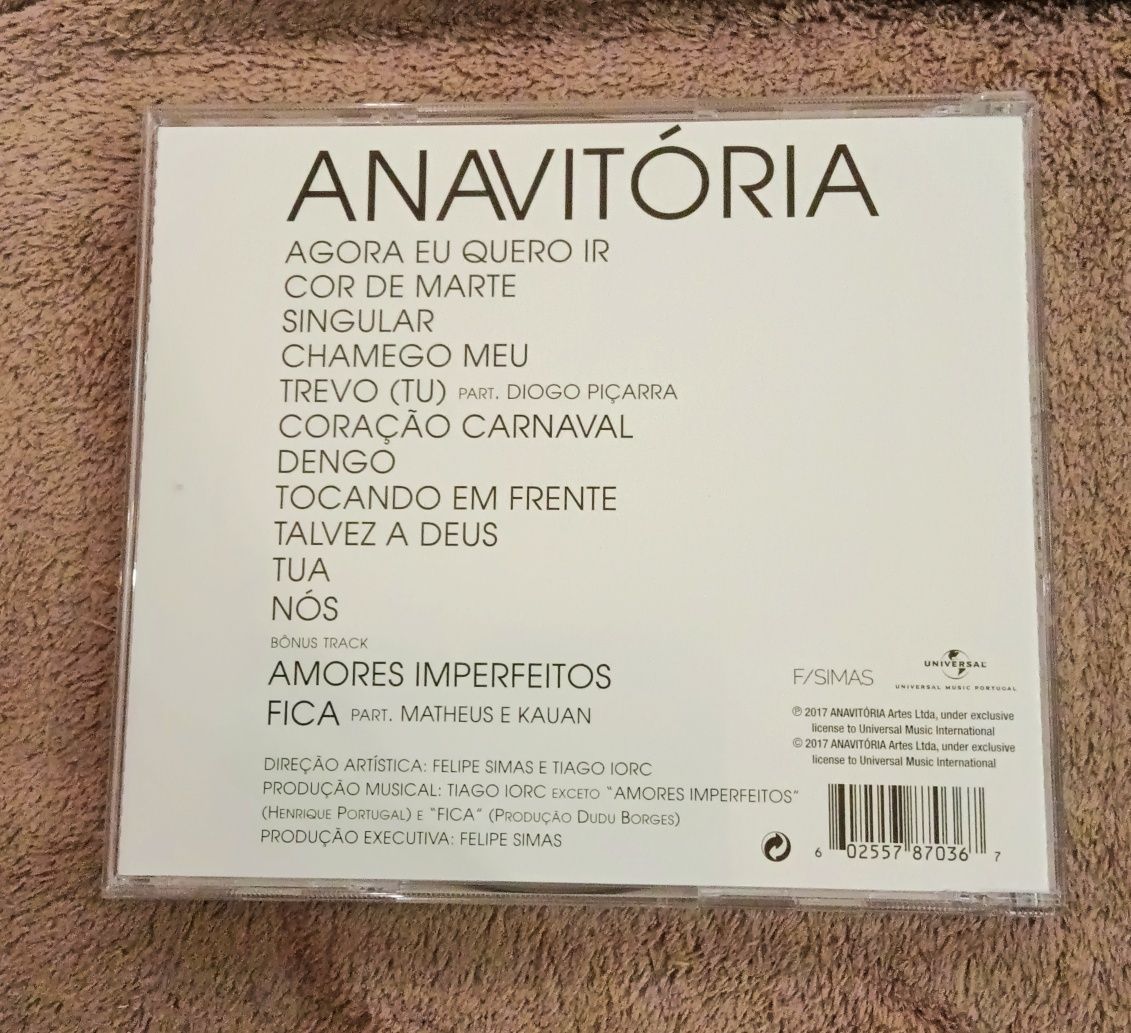 ANAVITÓRIA
AGORA EU QUERO IR
COR DE MARTE
SINGULAR
CHAMEGO MEU
TREVO (TU) PART. DIOGO PIÇARRA
CORAÇÃO CARNAVAL
DENGO
TOCANDO EM FRENTE
TALVEZ A DEUS
TUA
NÓS
BÔNUS TRACK
AMORES IMPERFEITOS
FICA PART. MATHEUS E KAUAN
DIREÇÃO ARTÍSTICA: FELIPE SIMAS E TIAGO IORC
PRODUÇÃO MUSICAL: TIAGO IORC EXCETO "AMORES IMPERFEITOS"
(HENRIQUE PORTUGAL) E "FICA" (PRODUÇÃO DUDU BORGES)
PRODUÇÃO EXECUTIVA: FELIPE SIMAS
F/SIMAS
UNIVERSAL
UNIVERSAL MUSIC PORTUGAL
℗ 2017 ANAVITÓRIA Artes Ltda, under exclusive
license to Universal Music International
© 2017 ANAVITÓRIA Artes Ltda, under exclusive
license to Universal Music International
6 02557 87036 7